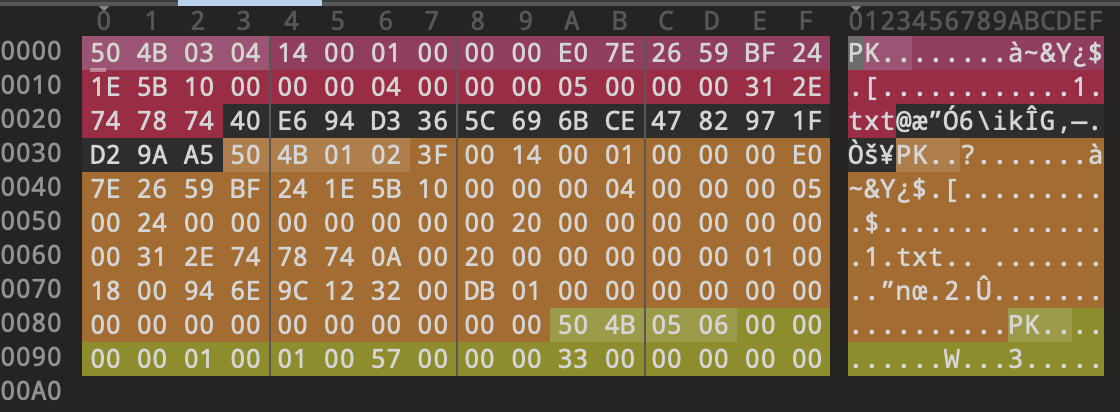 0 1 2 3 4 5 6 7 8 9 A B C D E F 0123456789ABCDEF
0000 50 4B 03 04 14 00 01 00 00 00 E0 7E 26 59 BF 24 PK........à~&Y¿$
0010 1E 5B 10 00 00 00 04 00 00 00 05 00 00 00 31 2E .[............1.
0020 74 78 74 40 E6 94 D3 36 5C 69 6B CE 47 82 97 1F txt@æ”Ó6\ikÎG‚—.
0030 D2 9A A5 50 4B 01 02 3F 00 14 00 01 00 00 00 E0 Òš¥PK..?.......à
0040 7E 26 59 BF 24 1E 5B 10 00 00 00 04 00 00 00 05 ~&Y¿$.[.........
0050 00 24 00 00 00 00 00 00 00 20 00 00 00 00 00 00 .$....... ......
0060 00 31 2E 74 78 74 0A 00 20 00 00 00 00 00 01 00 .1.txt.. .......
0070 18 00 94 6E 9C 12 32 00 DB 01 00 00 00 00 00 00 ..”nœ.2.Û.......
0080 00 00 00 00 00 00 00 00 00 00 50 4B 05 06 00 00 ..........PK....
0090 00 00 01 00 01 00 57 00 00 00 33 00 00 00 00 00 ......W...3.....
00A0